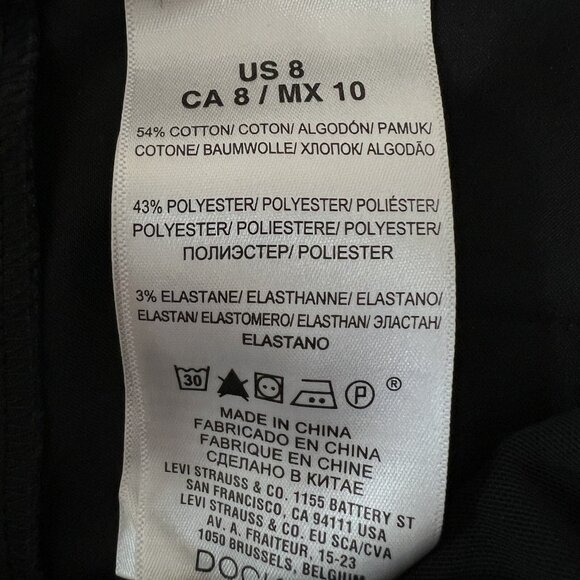 US 8
CA 8 / MX 10
54% COTTON/ COTON/ ALGODÓN/ PAMUK/
COTONE/ BAUMWOLLE/ ХЛОПОК/ ALGODÃO
43% POLYESTER/ POLYESTER/ POLIÉSTER/
POLYESTER/ POLIESTERE/ POLYESTER/
ПОЛИЭСТЕР/ POLIESTER
3% ELASTANE/ ELASTHANNE/ ELASTANO/
ELASTAN/ ELASTOMERO/ ELASTHAN/ ЭЛАСТАН/
ELASTANO
30 P ®
MADE IN CHINA
FABRICADO EN CHINA
FABRIQUE EN CHINE
СДЕЛАНО В КИТАЕ
LEVI STRAUSS & CO. 1155 BATTERY ST
SAN FRANCISCO, CA 94111 USA
LEVI STRAUSS & CO. EU SCA/CVA
AV. A. FRAITEUR, 15-23
1050 BRUSSELS, BELGIUM